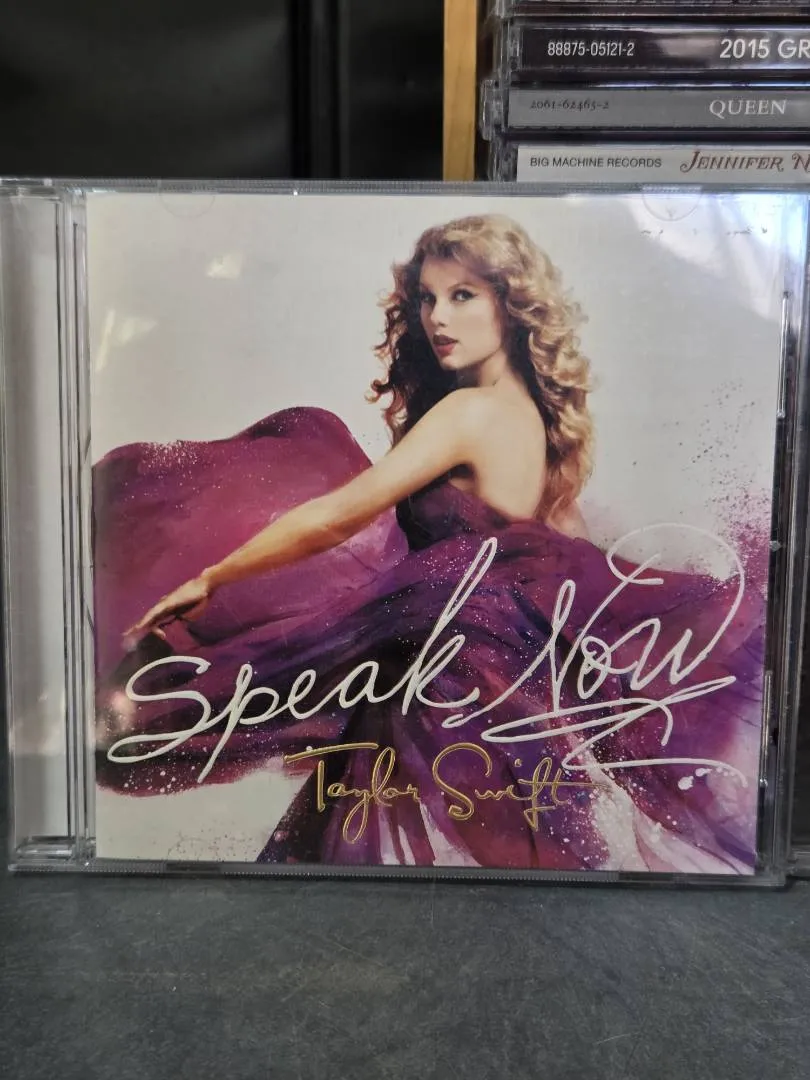 88875-05121-2 2015 GR
2061-62465-2 QUEEN
BIG MACHINE RECORDS JENNIFER N
Speak Now
Taylor Swift